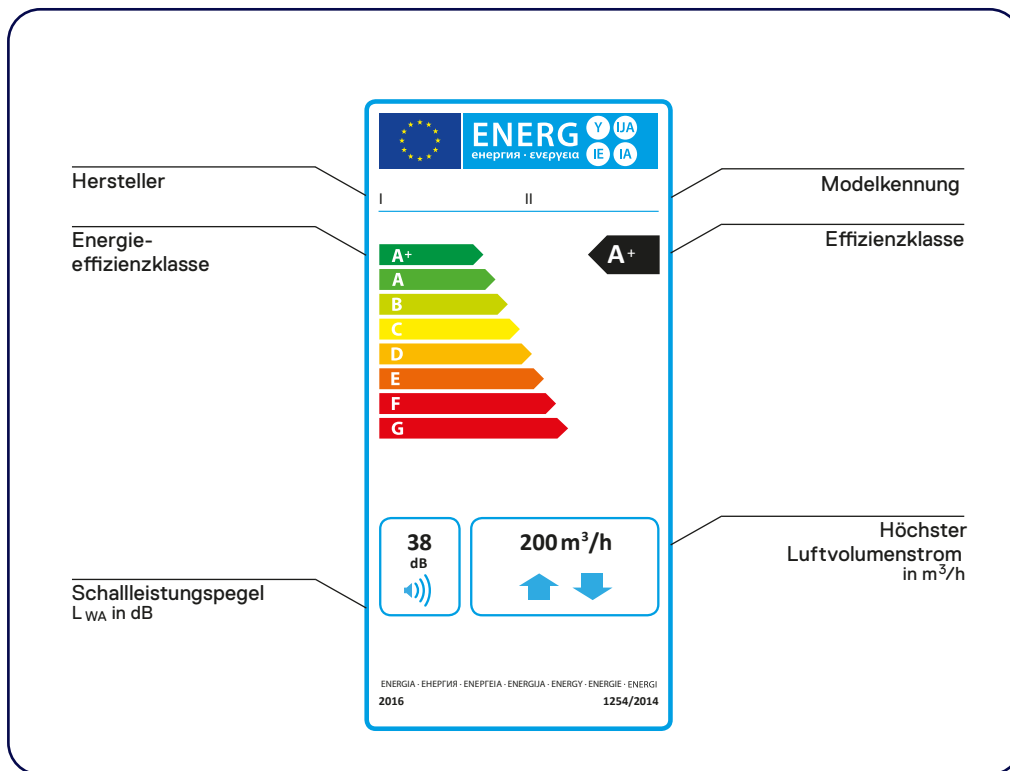 ENERG Y IJA
енергия · ενεργεια IE IA
Hersteller
Modelkennung
I II
Energie-
effizienzklasse
Effizienzklasse
A+ A+
A
B
C
D
E
F
G
38
dB
200 m³/h
Höchster
Luftvolumenstrom
in m³/h
Schallleistungspegel
L WA in dB
ENERGIA · ЕНЕРГИЯ · ΕΝΕΡΓΕΙΑ · ENERGIJA · ENERGY · ENERGIE · ENERGI
2016 1254/2014